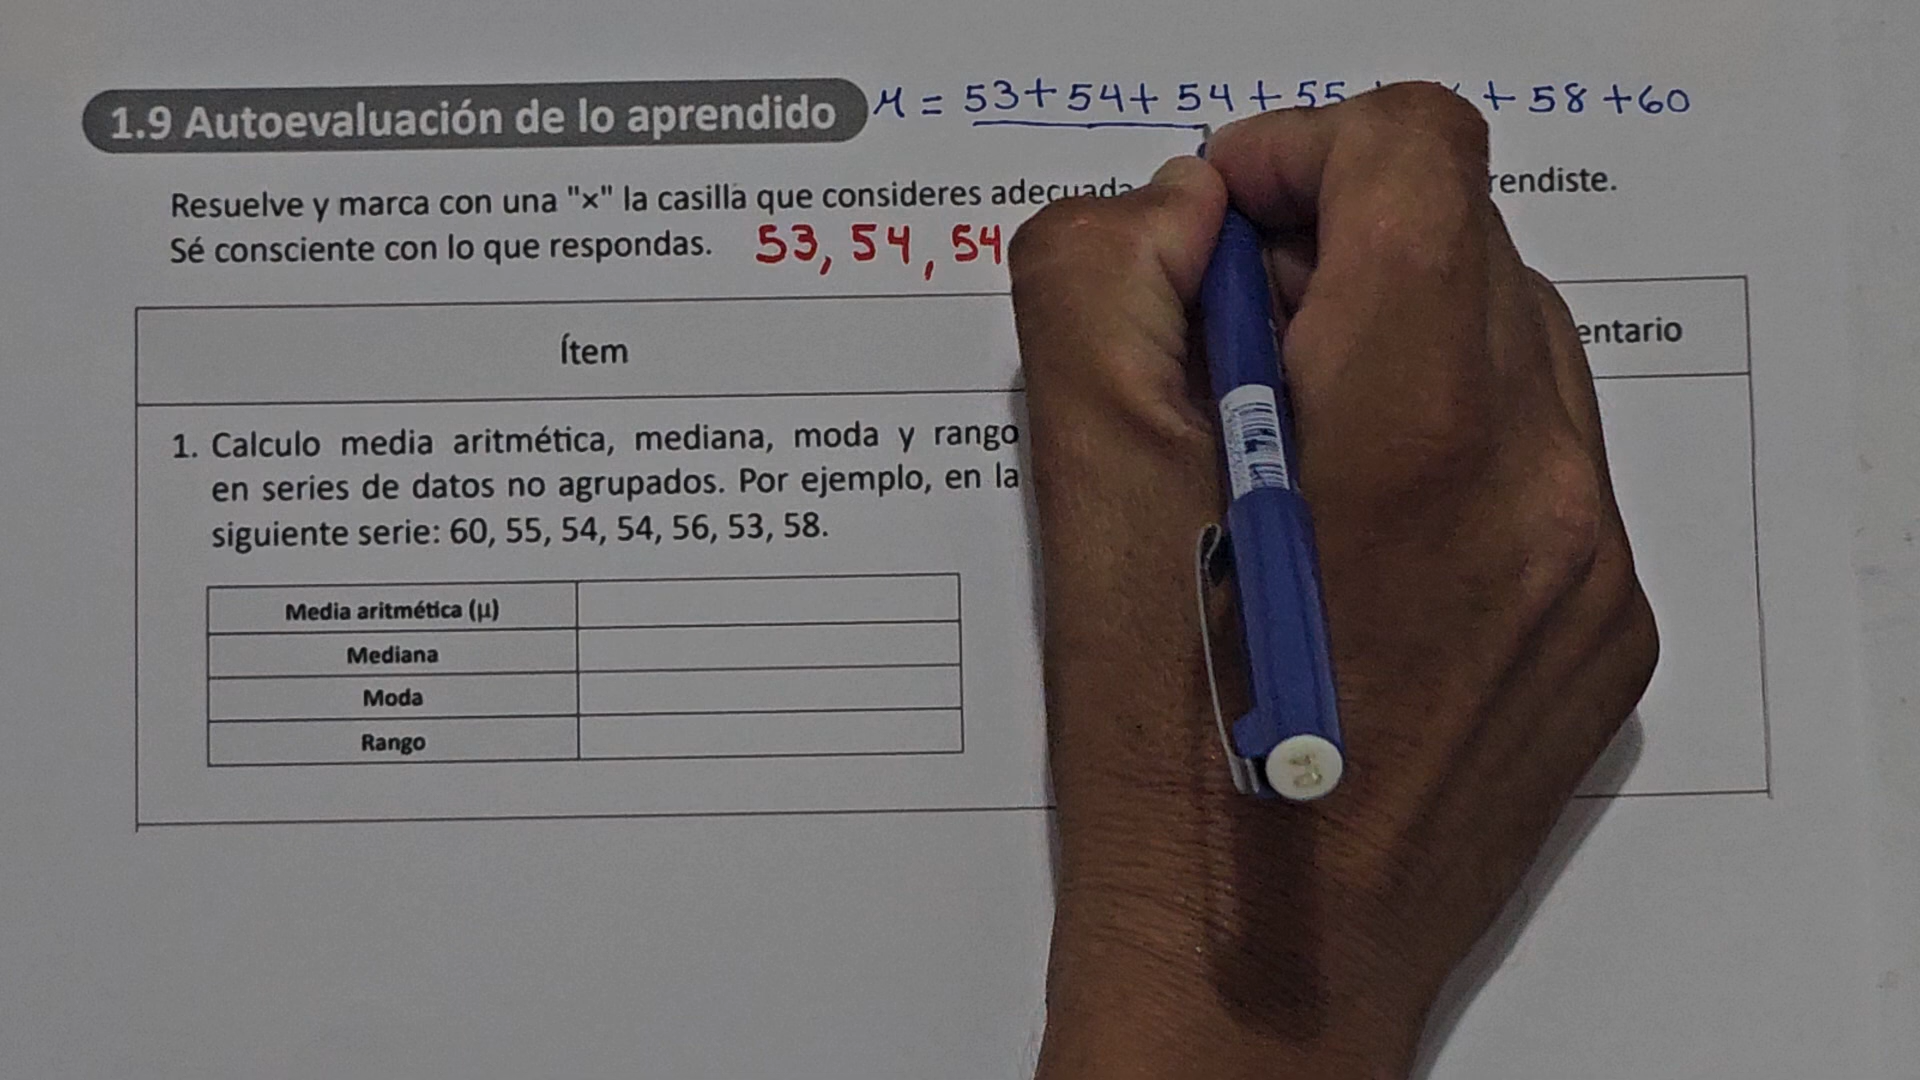 1.9 Autoevaluación de lo aprendido μ = 53+54+54+55 + 58+60
Resuelve y marca con una "×" la casilla que consideres adecuada
Sé consciente con lo que respondas. 53, 54, 54
Ítem
1. Calculo media aritmética, mediana, moda y rango
en series de datos no agrupados. Por ejemplo, en la
siguiente serie: 60, 55, 54, 54, 56, 53, 58.
Media aritmética (μ)
Mediana
Moda
Rango